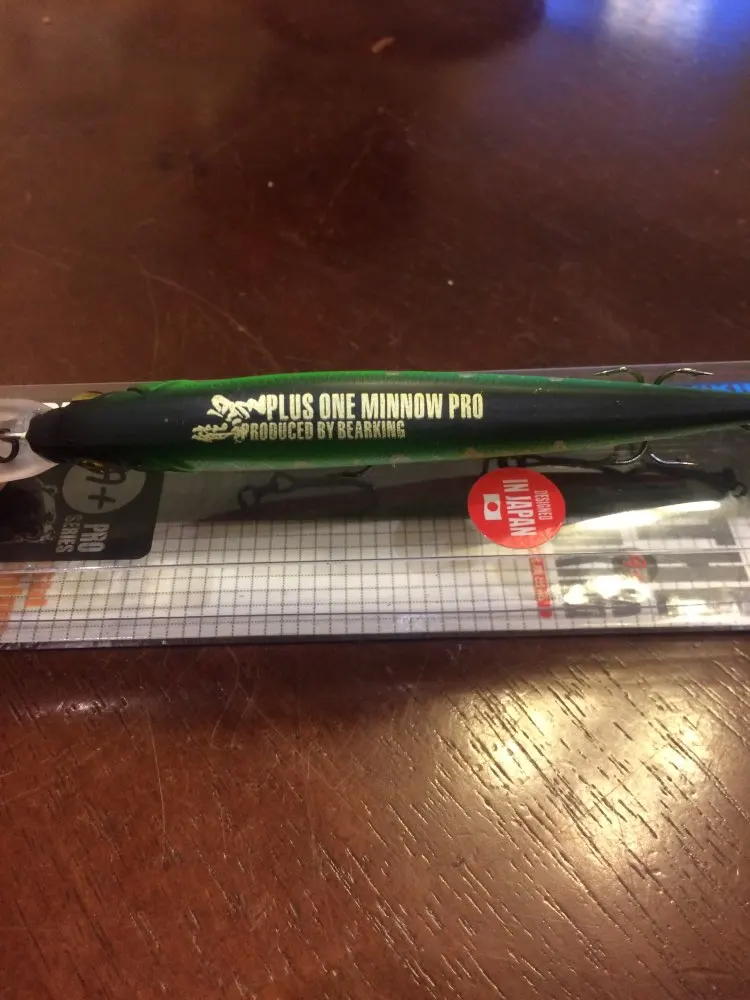 PLUS ONE MINNOW PRO
PRODUCED BY BEARKING
A+
PRO
SERIES
DESIGNED
IN JAPAN